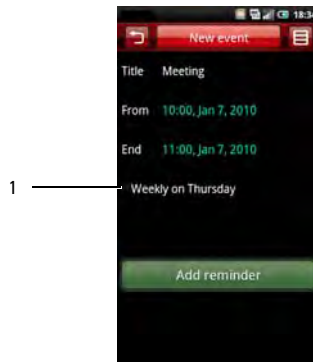 18:34
New event
Title Meeting
From 10:00, Jan 7, 2010
End 11:00, Jan 7, 2010
1 Weekly on Thursday
Add reminder